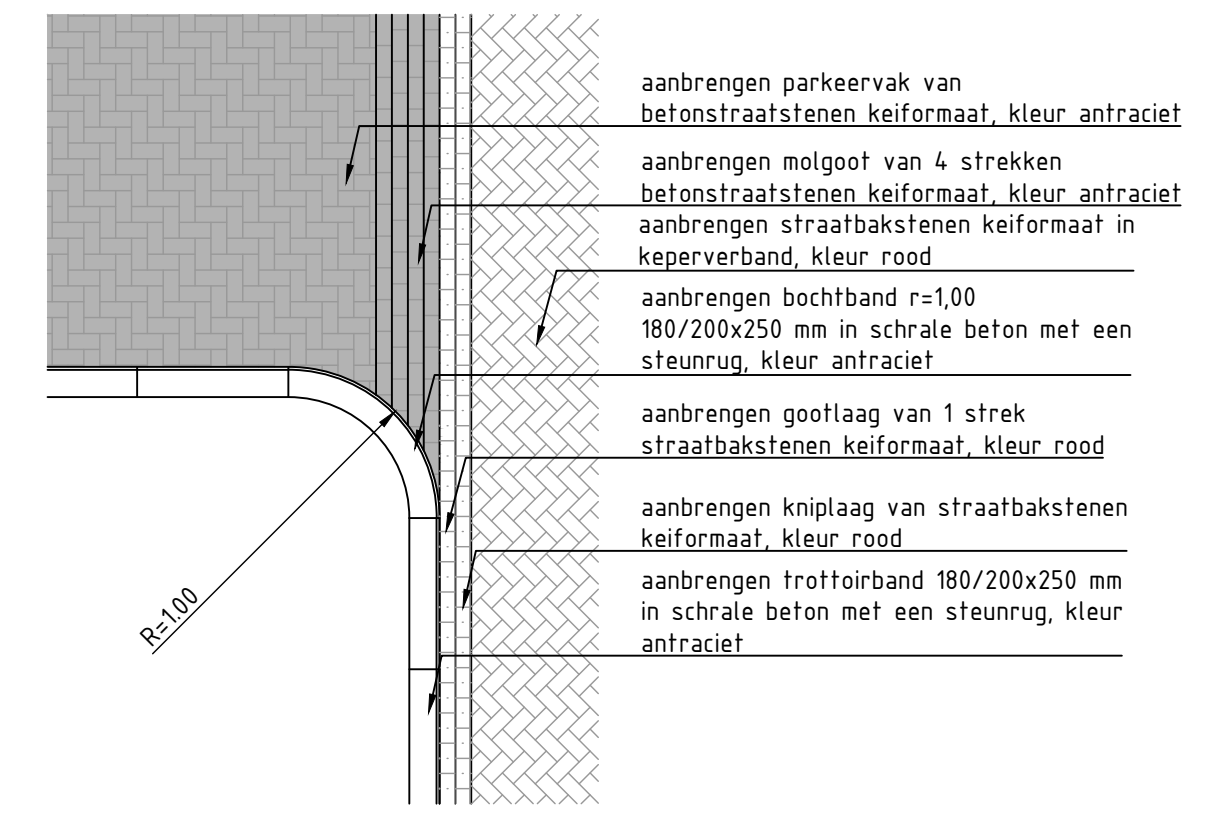 aanbrengen parkeervak van
betonstraatstenen keiformaat, kleur antraciet
aanbrengen molgoot van 4 strekken
betonstraatstenen keiformaat, kleur antraciet
aanbrengen straatbakstenen keiformaat in
keperverband, kleur rood
aanbrengen bochtband r=1,00
180/200x250 mm in schrale beton met een
steunrug, kleur antraciet
aanbrengen gootlaag van 1 strek
straatbakstenen keiformaat, kleur rood
aanbrengen kniplaag van straatbakstenen
keiformaat, kleur rood
aanbrengen trottoirband 180/200x250 mm
in schrale beton met een steunrug, kleur
antraciet
R=1.00